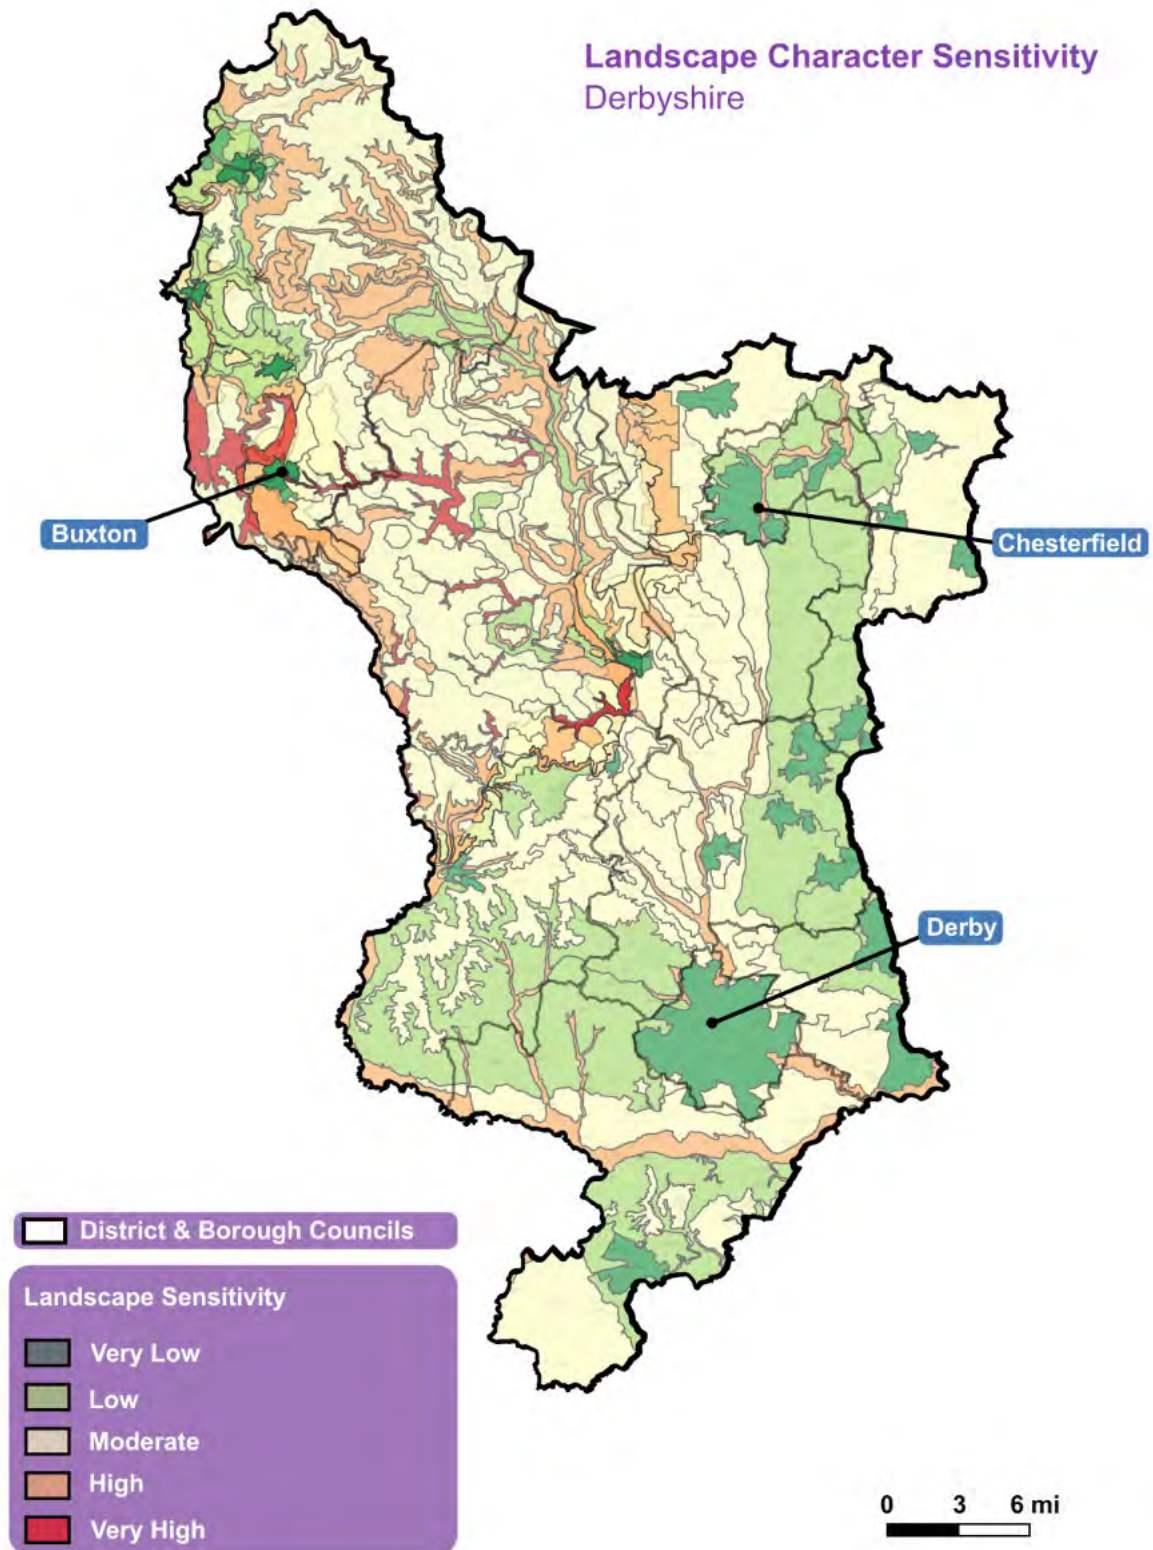 Landscape Character Sensitivity
Derbyshire
Buxton
Chesterfield
Derby
District & Borough Councils
Landscape Sensitivity
Very Low
Low
Moderate
High
Very High
0 3 6 mi